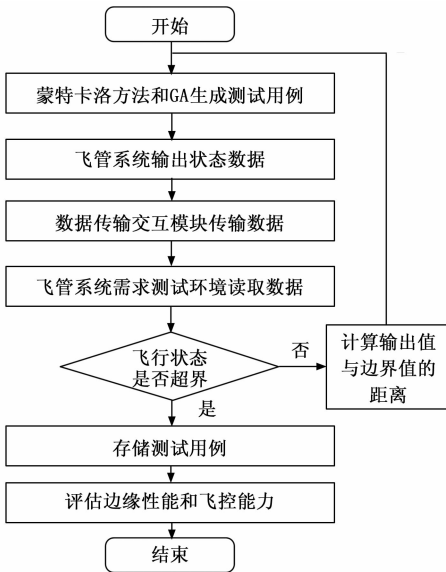 开始
蒙特卡洛方法和GA生成测试用例
飞管系统输出状态数据
数据传输交互模块传输数据
飞管系统需求测试环境读取数据
飞行状态
是否超界
否
计算输出值
与边界值的
距离
是
存储测试用例
评估边缘性能和飞控能力
结束